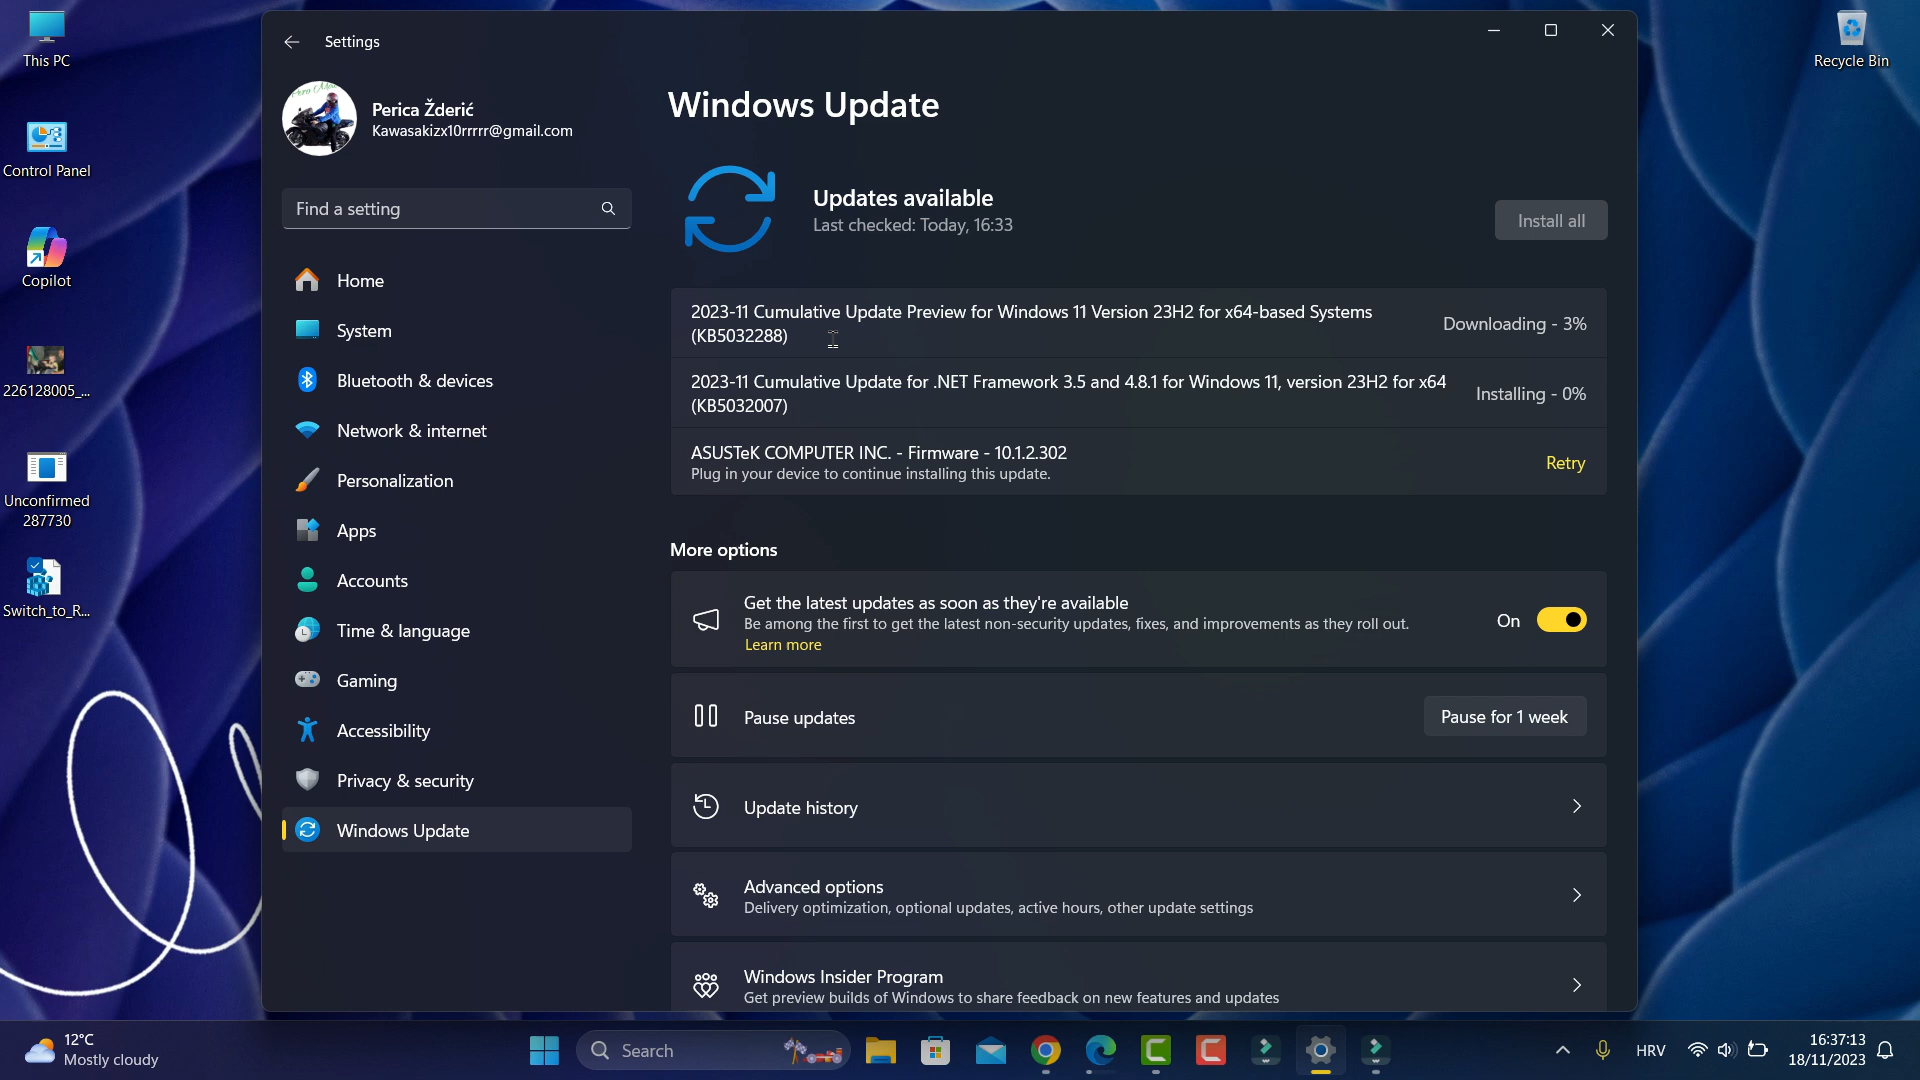 This PC
Control Panel
Copilot
226128005_...
Unconfirmed
287730
Switch_to_R...
Recycle Bin
Settings
Perica Žderić
Kawasakizx10rrrrr@gmail.com
Find a setting
Home
System
Bluetooth & devices
Network & internet
Personalization
Apps
Accounts
Time & language
Gaming
Accessibility
Privacy & security
Windows Update
Windows Update
Updates available
Last checked: Today, 16:33
Install all
2023-11 Cumulative Update Preview for Windows 11 Version 23H2 for x64-based Systems
(KB5032288)
Downloading - 3%
2023-11 Cumulative Update for .NET Framework 3.5 and 4.8.1 for Windows 11, version 23H2 for x64
(KB5032007)
Installing - 0%
ASUSTeK COMPUTER INC. - Firmware - 10.1.2.302
Plug in your device to continue installing this update.
Retry
More options
Get the latest updates as soon as they're available
Be among the first to get the latest non-security updates, fixes, and improvements as they roll out.
Learn more
On
Pause updates
Pause for 1 week
Update history
Advanced options
Delivery optimization, optional updates, active hours, other update settings
Windows Insider Program
Get preview builds of Windows to share feedback on new features and updates
12°C
Mostly cloudy
Search
HRV
16:37:13
18/11/2023